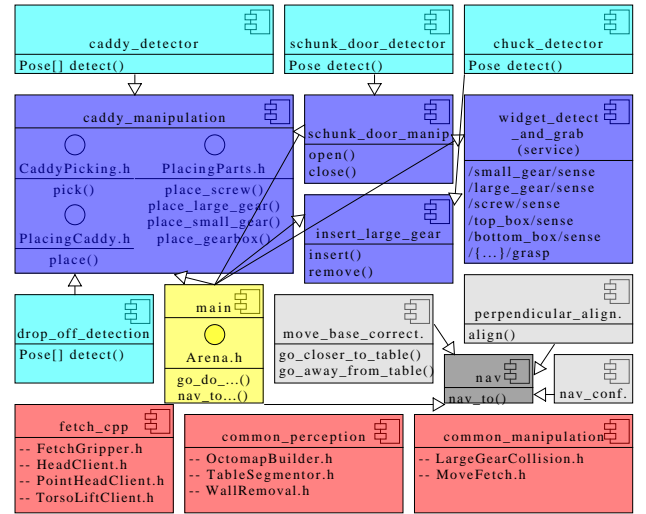 caddy_detector
Pose[] detect()
schunk_door_detector
Pose detect()
chuck_detector
Pose detect()
caddy_manipulation
CaddyPicking.h
pick()
PlacingCaddy.h
place()
PlacingParts.h
place_screw()
place_large_gear()
place_small_gear()
place_gearbox()
schunk_door_manip.
open()
close()
widget_detect
_and_grab
(service)
/small_gear/sense
/large_gear/sense
/screw/sense
/top_box/sense
/bottom_box/sense
/{...}/grasp
insert_large_gear
insert()
remove()
drop_off_detection
Pose[] detect()
main
Arena.h
go_do_...()
nav_to...()
move_base_correct.
go_closer_to_table()
go_away_from_table()
perpendicular_align.
align()
nav
nav_to()
nav_conf.
fetch_cpp
-- FetchGripper.h
-- HeadClient.h
-- PointHeadClient.h
-- TorsoLiftClient.h
common_perception
-- OctomapBuilder.h
-- TableSegmentor.h
-- WallRemoval.h
common_manipulation
-- LargeGearCollision.h
-- MoveFetch.h